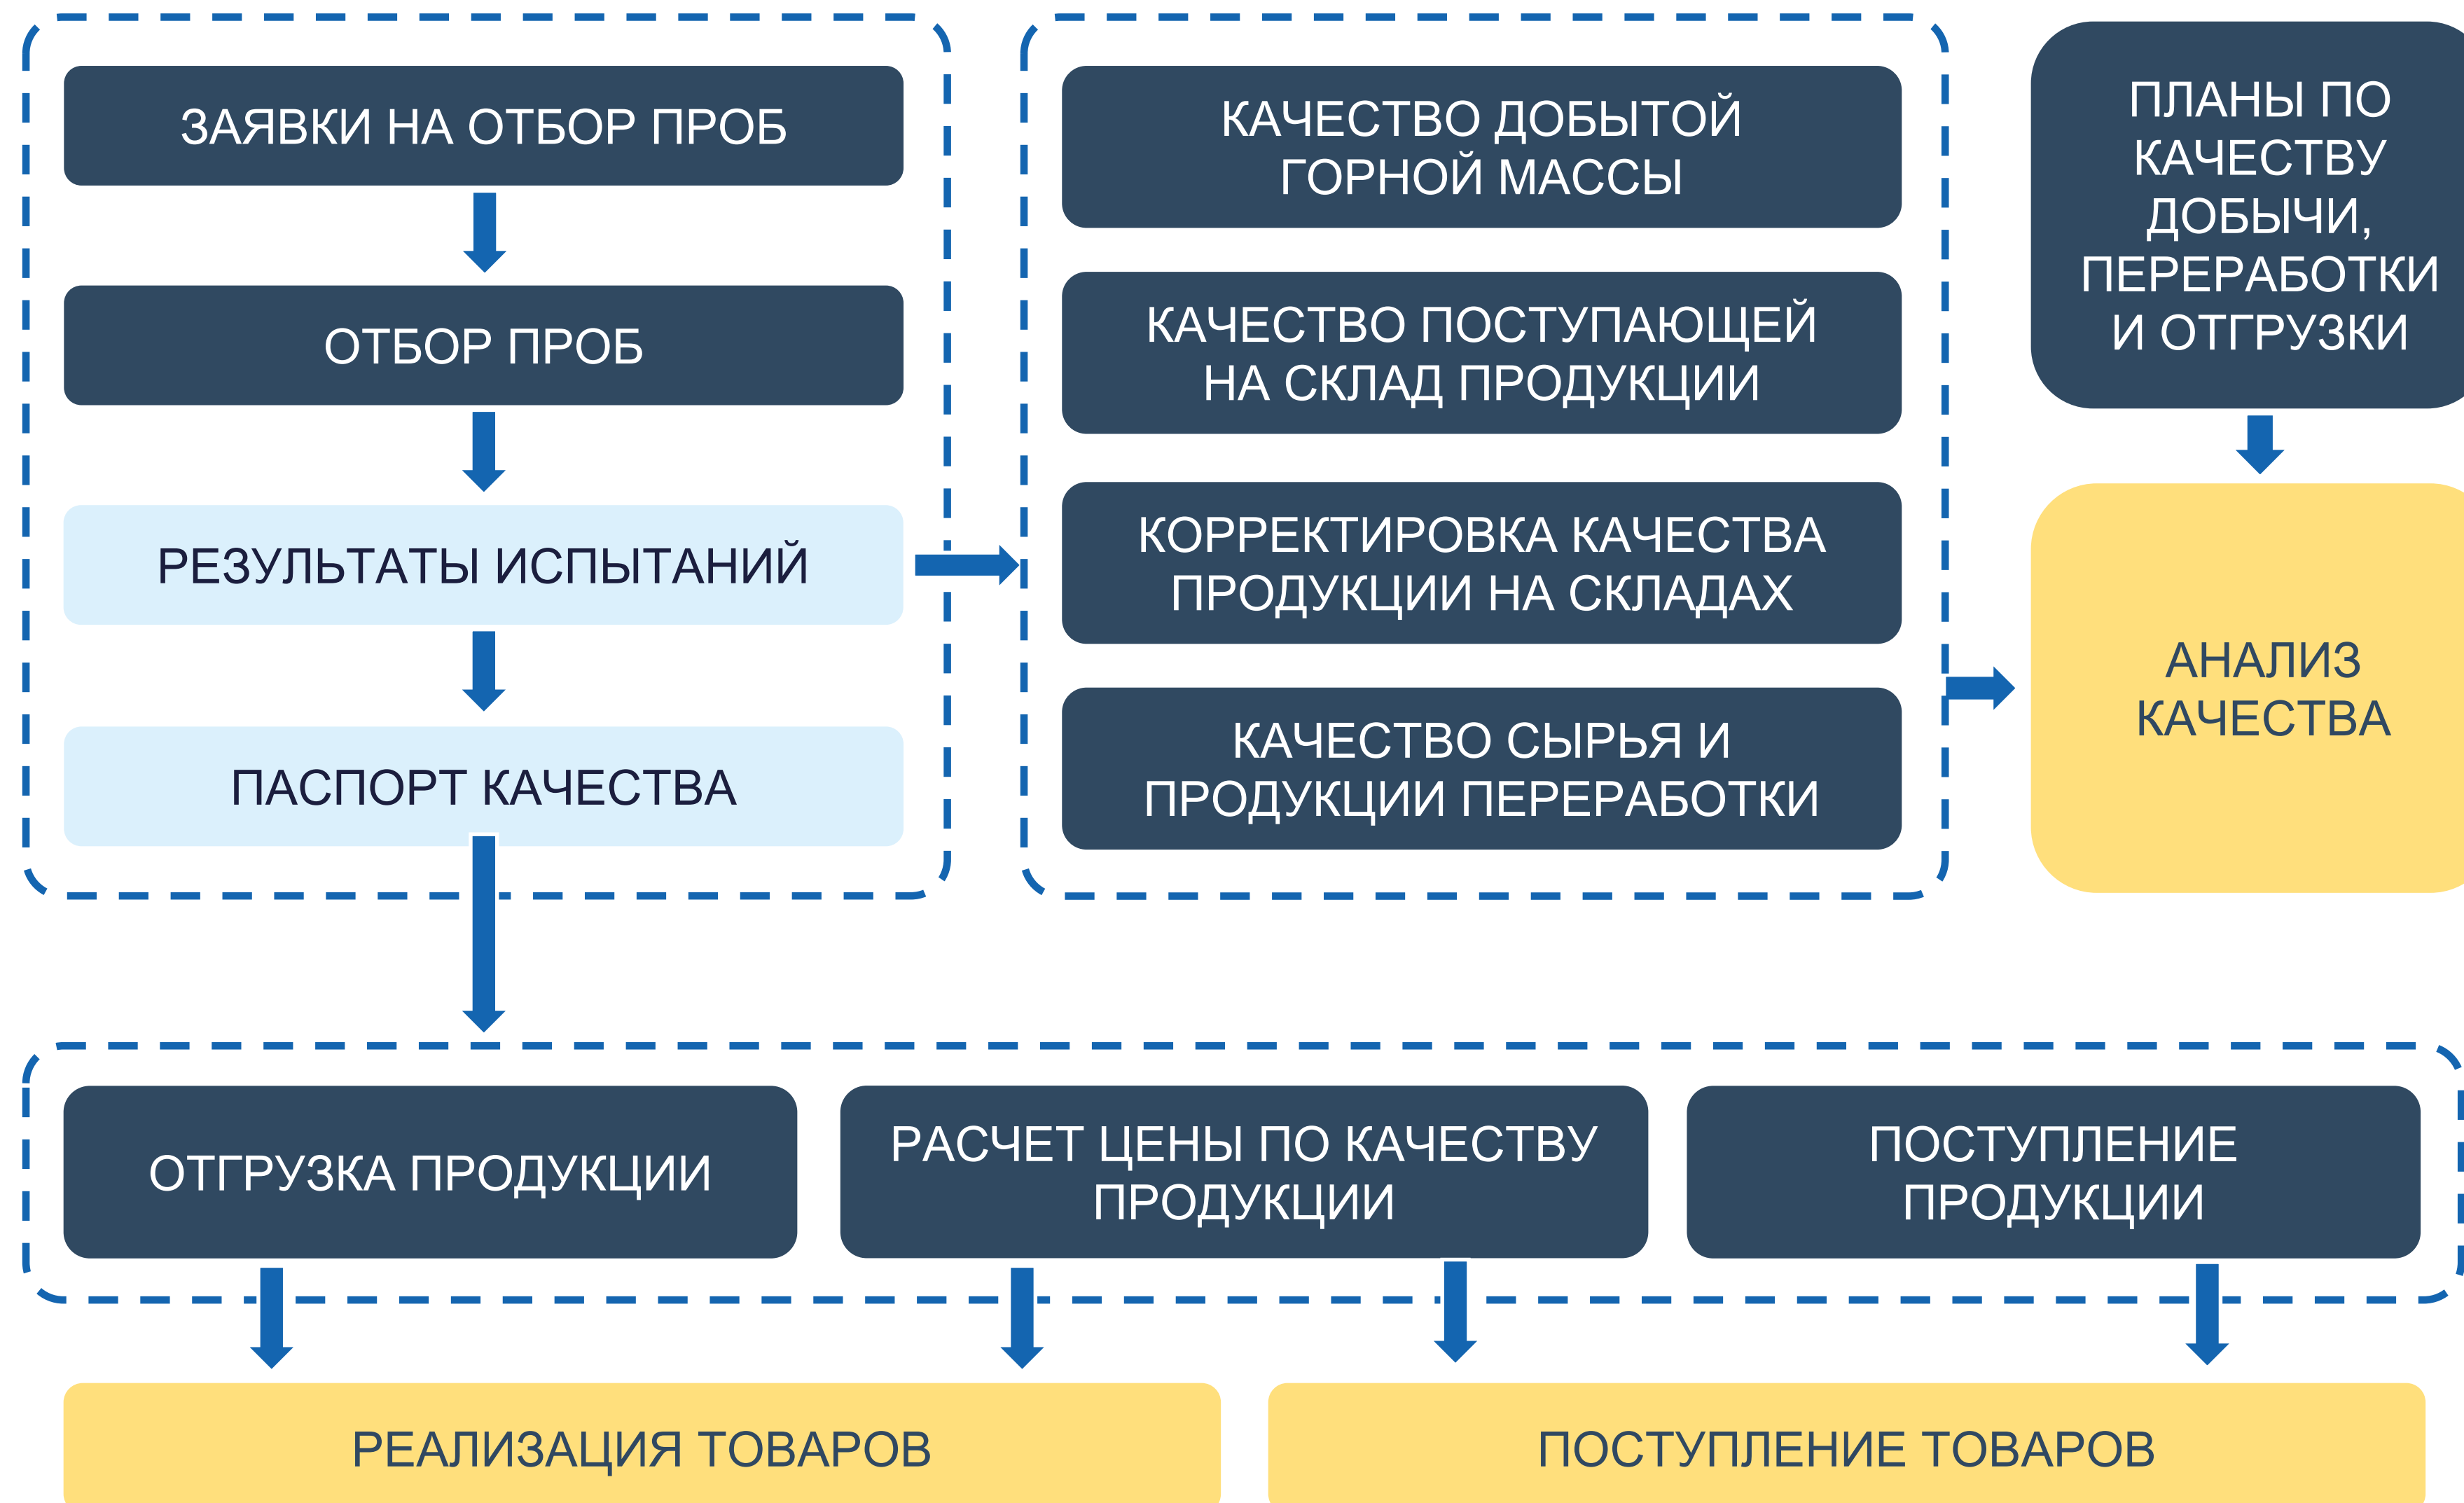 ЗАЯВКИ НА ОТБОР ПРОБ
ОТБОР ПРОБ
РЕЗУЛЬТАТЫ ИСПЫТАНИЙ
ПАСПОРТ КАЧЕСТВА
КАЧЕСТВО ДОБЫТОЙ
ГОРНОЙ МАССЫ
КАЧЕСТВО ПОСТУПАЮЩЕЙ
НА СКЛАД ПРОДУКЦИИ
КОРРЕКТИРОВКА КАЧЕСТВА
ПРОДУКЦИИ НА СКЛАДАХ
КАЧЕСТВО СЫРЬЯ И
ПРОДУКЦИИ ПЕРЕРАБОТКИ
ПЛАНЫ ПО
КАЧЕСТВУ
ДОБЫЧИ,
ПЕРЕРАБОТКИ
И ОТГРУЗКИ
АНАЛИЗ
КАЧЕСТВА
ОТГРУЗКА ПРОДУКЦИИ
РАСЧЕТ ЦЕНЫ ПО КАЧЕСТВУ
ПРОДУКЦИИ
ПОСТУПЛЕНИЕ
ПРОДУКЦИИ
РЕАЛИЗАЦИЯ ТОВАРОВ
ПОСТУПЛЕНИЕ ТОВАРОВ